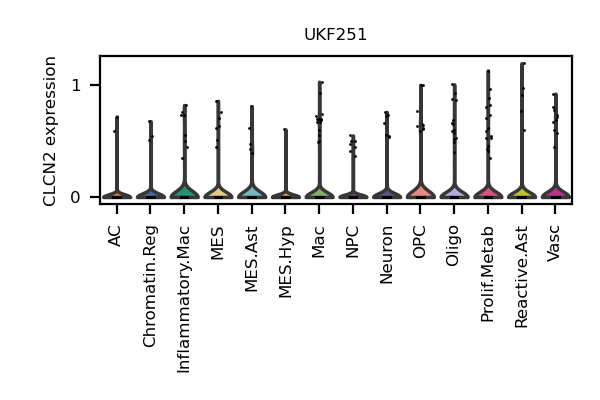 UKF251
CLCN2 expression
1
0
AC
Chromatin.Reg
Inflammatory.Mac
MES
MES.Ast
MES.Hyp
Mac
NPC
Neuron
OPC
Oligo
Prolif.Metab
Reactive.Ast
Vasc